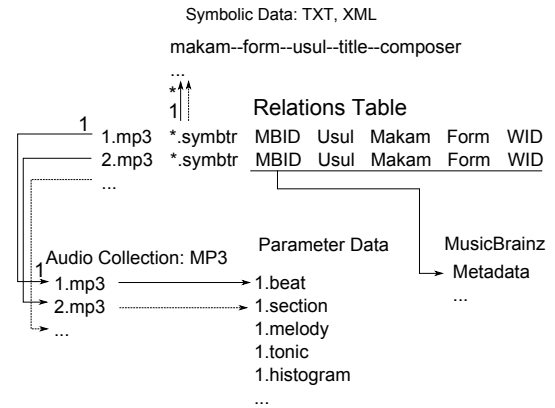 Symbolic Data: TXT, XML
makam--form--usul--title--composer
...
*
1
Relations Table
1
1.mp3 *.symbtr MBID Usul Makam Form WID
2.mp3 *.symbtr MBID Usul Makam Form WID
...
Audio Collection: MP3
1
1.mp3
2.mp3
...
Parameter Data
1.beat
1.section
1.melody
1.tonic
1.histogram
...
MusicBrainz
Metadata
...